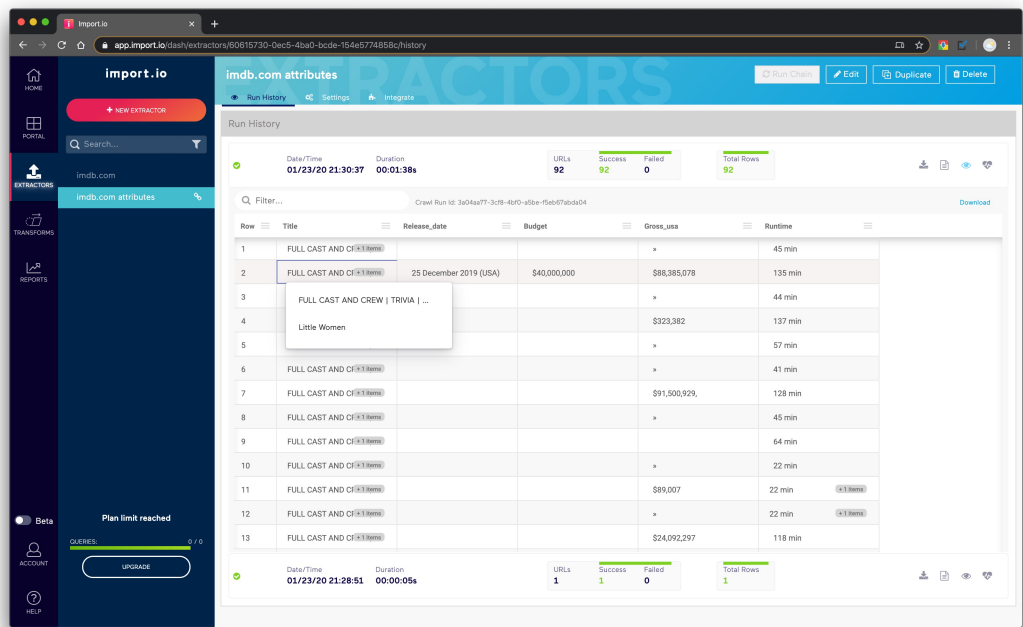 Import.io
app.import.io/dash/extractors/60615730-0ec5-4ba0-bcde-154e5774858c/history
HOME
PORTAL
EXTRACTORS
TRANSFORMS
REPORTS
Beta
ACCOUNT
HELP
import.io
+ NEW EXTRACTOR
Search...
imdb.com
imdb.com attributes
Plan limit reached
QUERIES: 0 / 0
UPGRADE
EXTRACTORS
imdb.com attributes
Run Chain Edit Duplicate Delete
Run History Settings Integrate
Run History
Date/Time Duration URLs Success Failed Total Rows
01/23/20 21:30:37 00:01:38s 92 92 0 92
Filter... Crawl Run Id: 3a04aa77-3cf8-4bf0-a5be-f5eb67abda04 Download
Row Title Release_date Budget Gross_usa Runtime
1 FULL CAST AND CF +1 items » 45 min
2 FULL CAST AND CF +1 items 25 December 2019 (USA) $40,000,000 $88,385,078 135 min
3 » 44 min
4 $323,382 137 min
5 » 57 min
FULL CAST AND CREW | TRIVIA | ...
Little Women
6 FULL CAST AND CF +1 items » 41 min
7 FULL CAST AND CF +1 items $91,500,929, 128 min
8 FULL CAST AND CF +1 items » 45 min
9 FULL CAST AND CF +1 items 64 min
10 FULL CAST AND CF +1 items » 22 min
11 FULL CAST AND CF +1 items $89,007 22 min +1 items
12 FULL CAST AND CF +1 items » 22 min +1 items
13 FULL CAST AND CF +1 items $24,092,297 118 min
Date/Time Duration URLs Success Failed Total Rows
01/23/20 21:28:51 00:00:05s 1 1 0 1